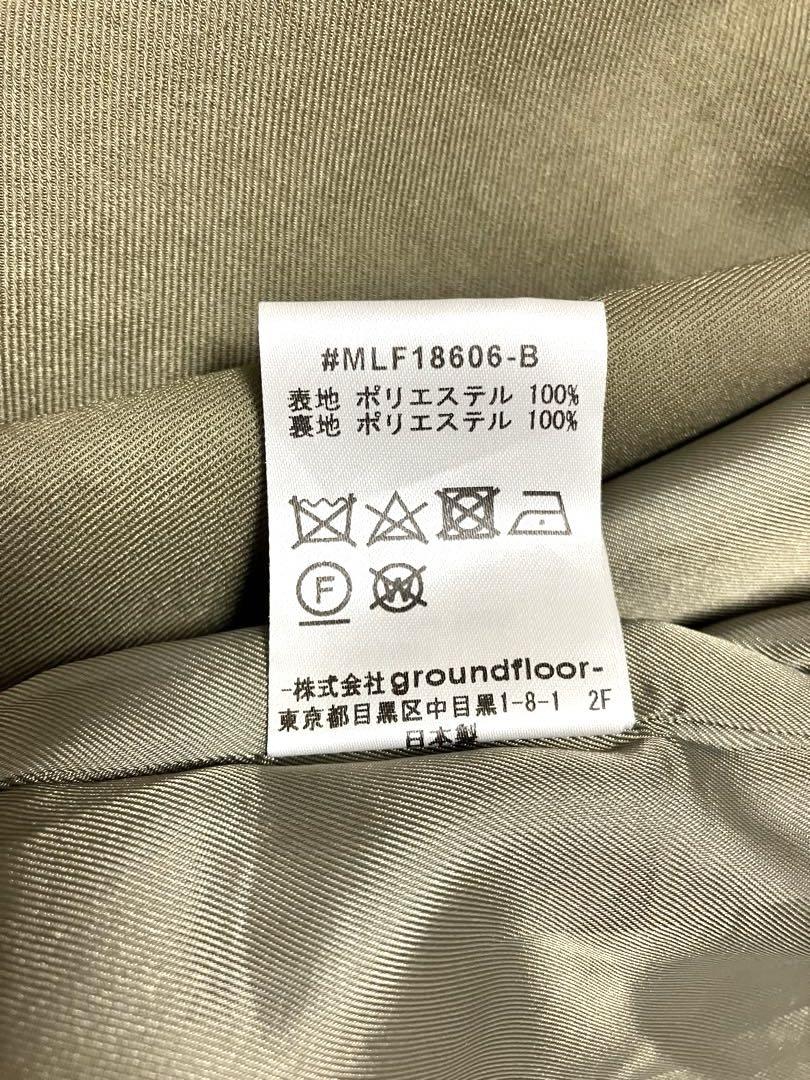 #MLF18606-B
表地 ポリエステル 100%
裏地 ポリエステル 100%
F W
-株式会社groundfloor-
東京都目黒区中目黒1-8-1 2F
日本製